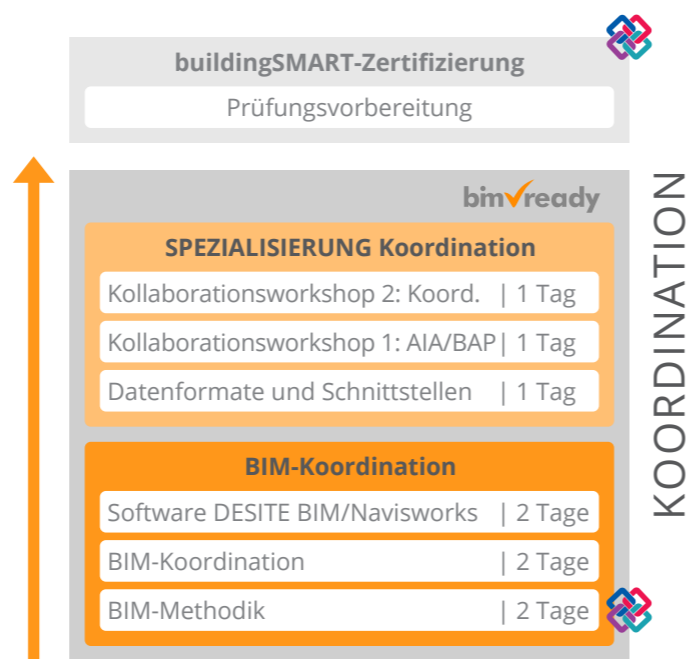 buildingSMART-Zertifizierung
Prüfungsvorbereitung
bim ready
SPEZIALISIERUNG Koordination
Kollaborationsworkshop 2: Koord. | 1 Tag
Kollaborationsworkshop 1: AIA/BAP | 1 Tag
Datenformate und Schnittstellen | 1 Tag
BIM-Koordination
Software DESITE BIM/Navisworks | 2 Tage
BIM-Koordination | 2 Tage
BIM-Methodik | 2 Tage
KOORDINATION